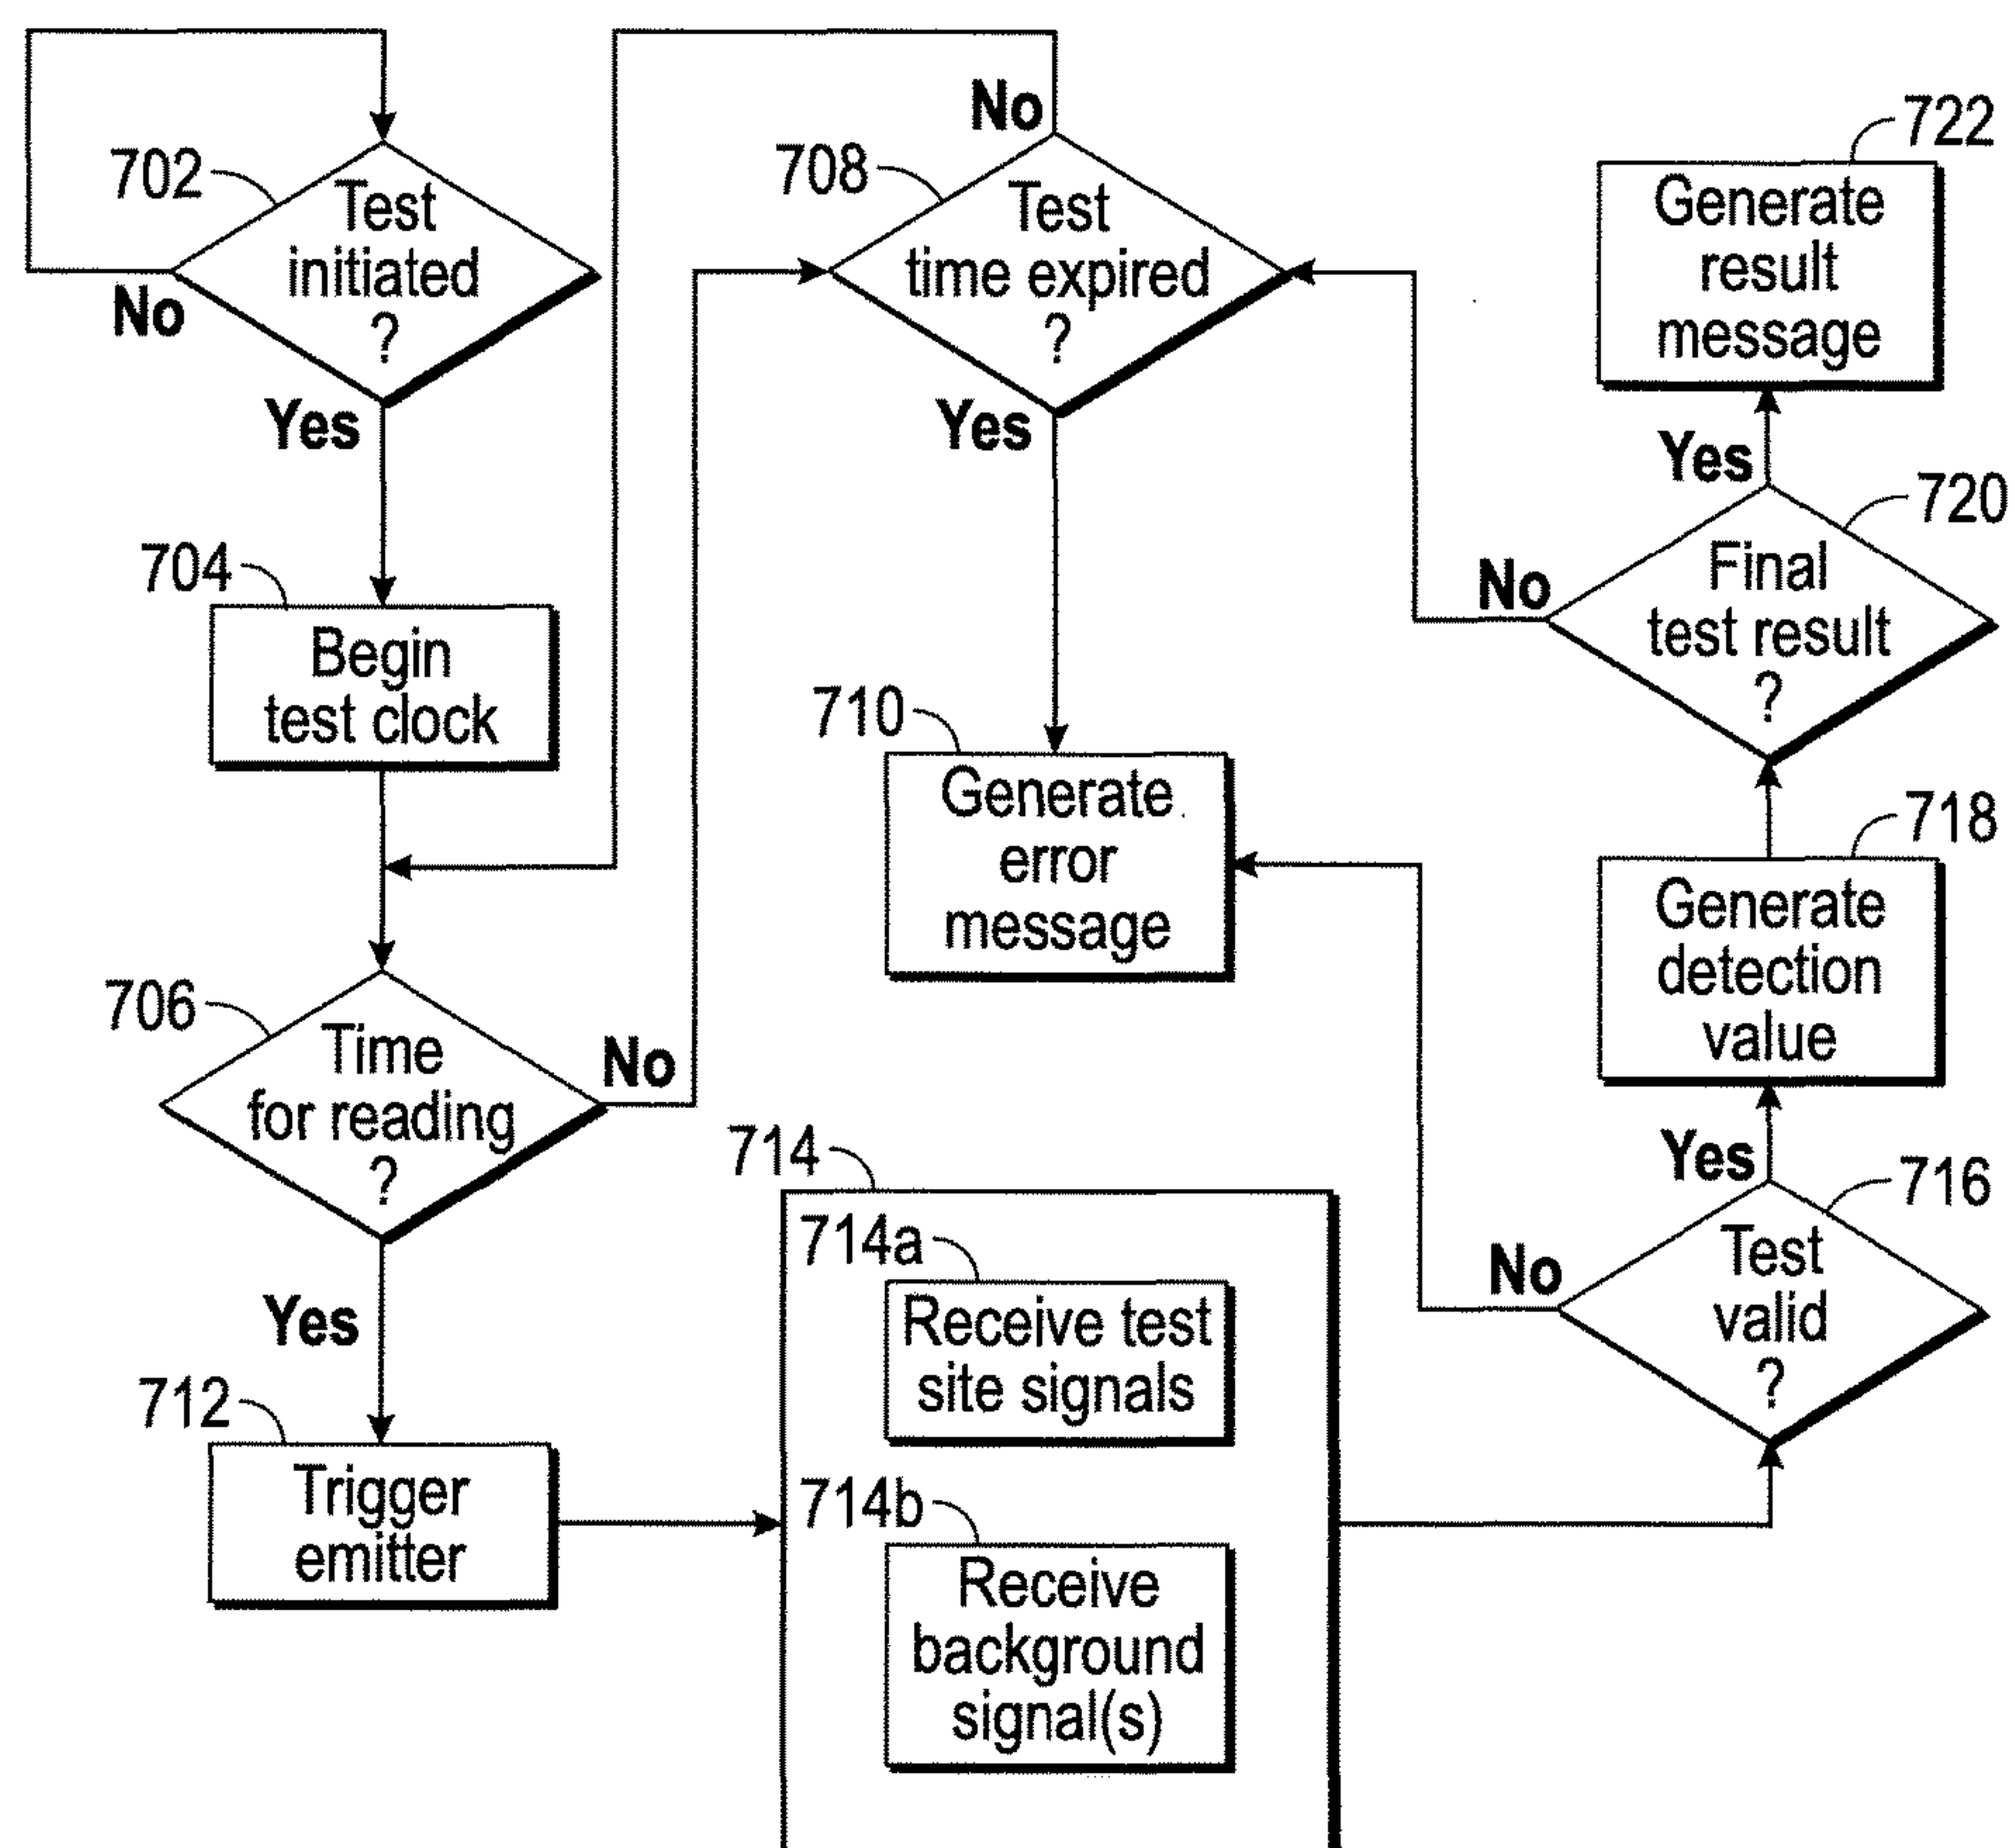 702
Test
initiated
?
No
Yes
704
Begin
test clock
706
Time
for reading
?
No
Yes
712
Trigger
emitter
No
708
Test
time expired
?
Yes
710
Generate
error
message
714
714a
Receive test
site signals
714b
Receive
background
signal(s)
722
Generate
result
message
Yes
720
Final
test result
?
No
718
Generate
detection
value
Yes
716
Test
valid
?
No